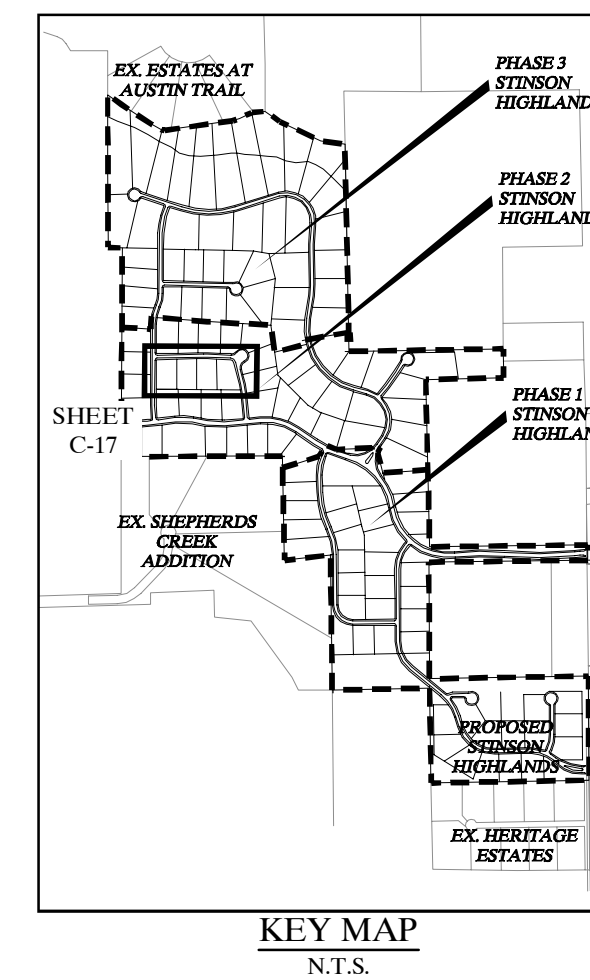 EX. ESTATES AT
AUSTIN TRAIL
PHASE 3
STINSON
HIGHLAND
PHASE 2
STINSON
HIGHLAND
PHASE 1
STINSON
HIGHLAN
SHEET
C-17
EX. SHEPHERDS
CREEK
ADDITION
PROPOSED
STINSON
HIGHLANDS
EX. HERITAGE
ESTATES
KEY MAP
N.T.S.